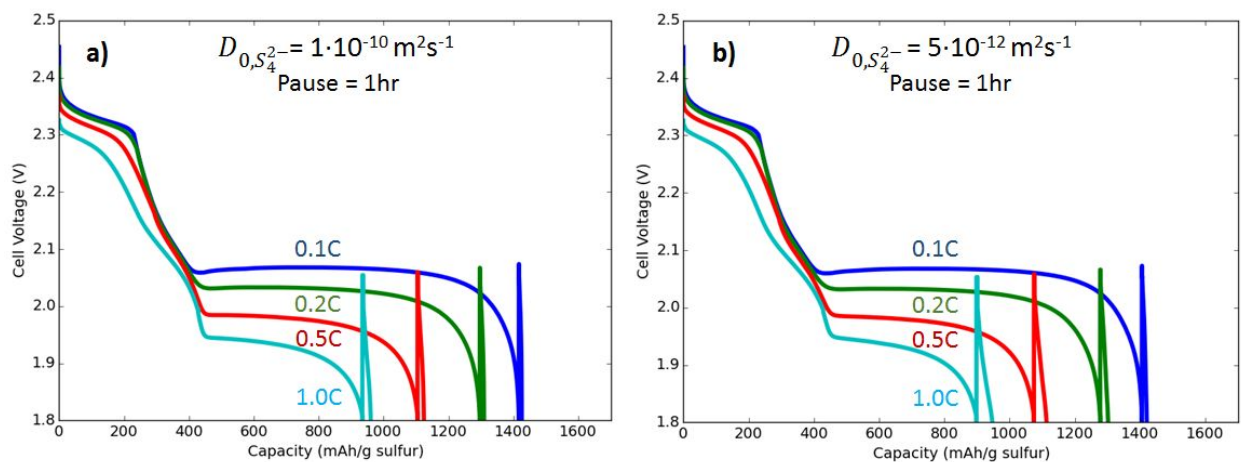 a)
D₀,S₄²⁻ = 1·10⁻¹⁰ m²s⁻¹
Pause = 1hr
2.5
2.4
2.3
2.2
2.1
2.0
1.9
1.8
Cell Voltage (V)
0.1C
0.2C
0.5C
1.0C
0 200 400 600 800 1000 1200 1400 1600
Capacity (mAh/g sulfur)
b)
D₀,S₄²⁻ = 5·10⁻¹² m²s⁻¹
Pause = 1hr
2.5
2.4
2.3
2.2
2.1
2.0
1.9
1.8
Cell Voltage (V)
0.1C
0.2C
0.5C
1.0C
0 200 400 600 800 1000 1200 1400 1600
Capacity (mAh/g sulfur)